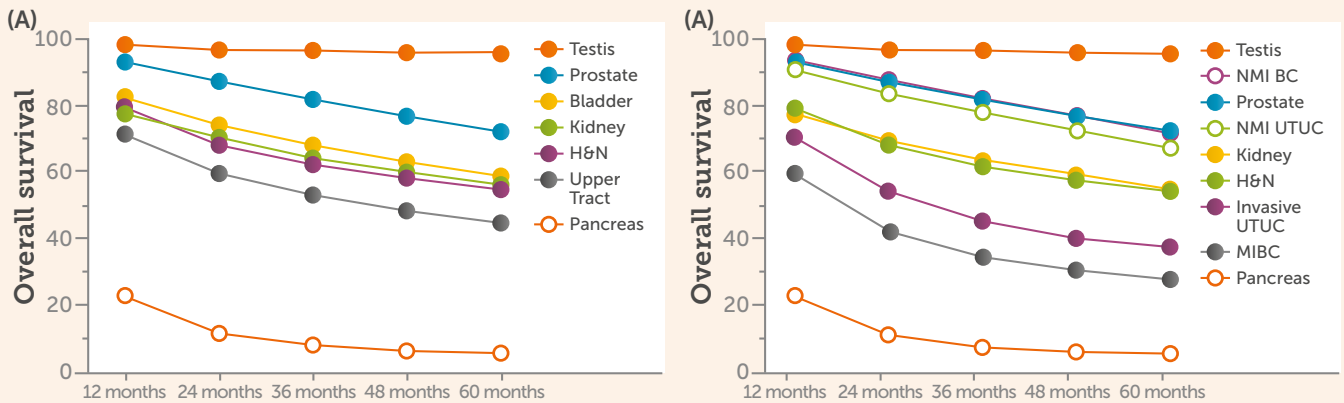 (A)
Overall survival
100
80
60
40
20
0
12 months
24 months
36 months
48 months
60 months
Testis
Prostate
Bladder
Kidney
H&N
Upper
Tract
Pancreas
(A)
Overall survival
100
80
60
40
20
0
12 months
24 months
36 months
48 months
60 months
Testis
NMI BC
Prostate
NMI UTUC
Kidney
H&N
Invasive
UTUC
MIBC
Pancreas